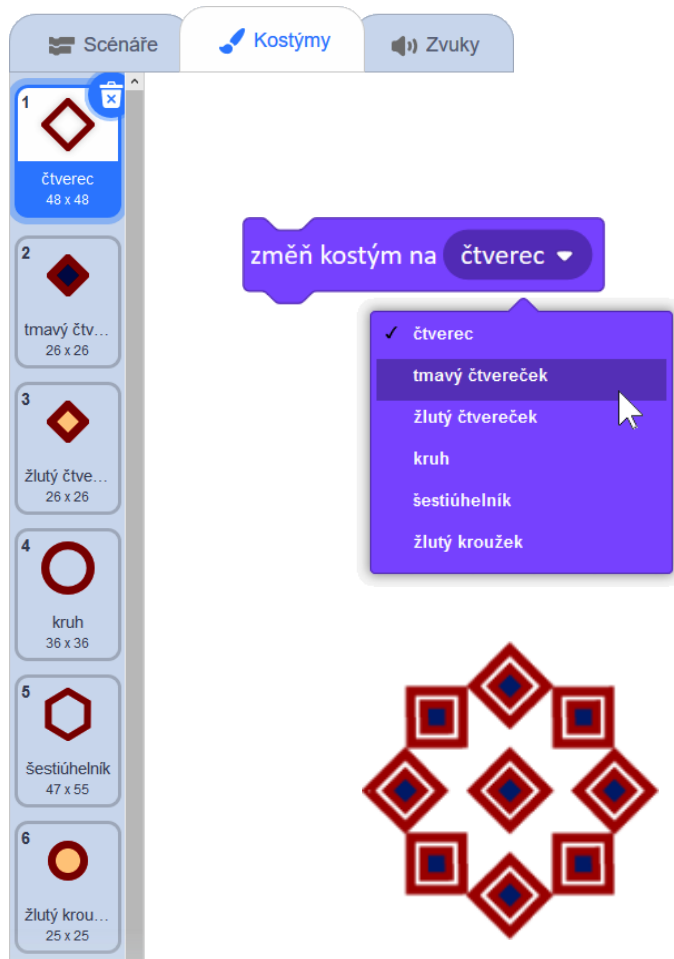 Scénáře
Kostýmy
Zvuky
1
čtverec
48 x 48
2
tmavý čtv...
26 x 26
3
žlutý čtve...
26 x 26
4
kruh
36 x 36
5
šestiúhelník
47 x 55
6
žlutý krou...
25 x 25
změň kostým na čtverec
✓ čtverec
tmavý čtvereček
žlutý čtvereček
kruh
šestiúhelník
žlutý kroužek